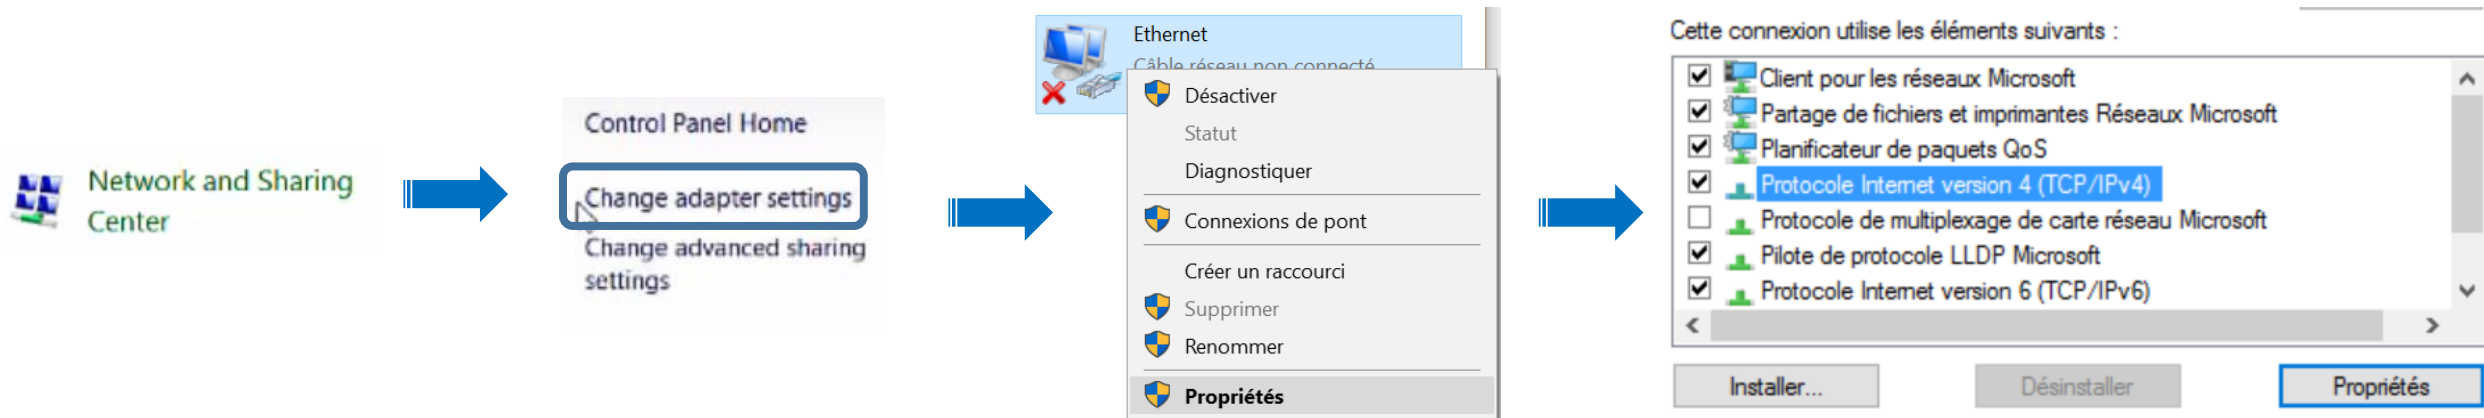 Network and Sharing
Center
Control Panel Home
Change adapter settings
Change advanced sharing
settings
Ethernet
Câble réseau non connecté
Désactiver
Statut
Diagnostiquer
Connexions de pont
Créer un raccourci
Supprimer
Renommer
Propriétés
Cette connexion utilise les éléments suivants :
Client pour les réseaux Microsoft
Partage de fichiers et imprimantes Réseaux Microsoft
Planificateur de paquets QoS
Protocole Internet version 4 (TCP/IPv4)
Protocole de multiplexage de carte réseau Microsoft
Pilote de protocole LLDP Microsoft
Protocole Internet version 6 (TCP/IPv6)
Installer...
Désinstaller
Propriétés